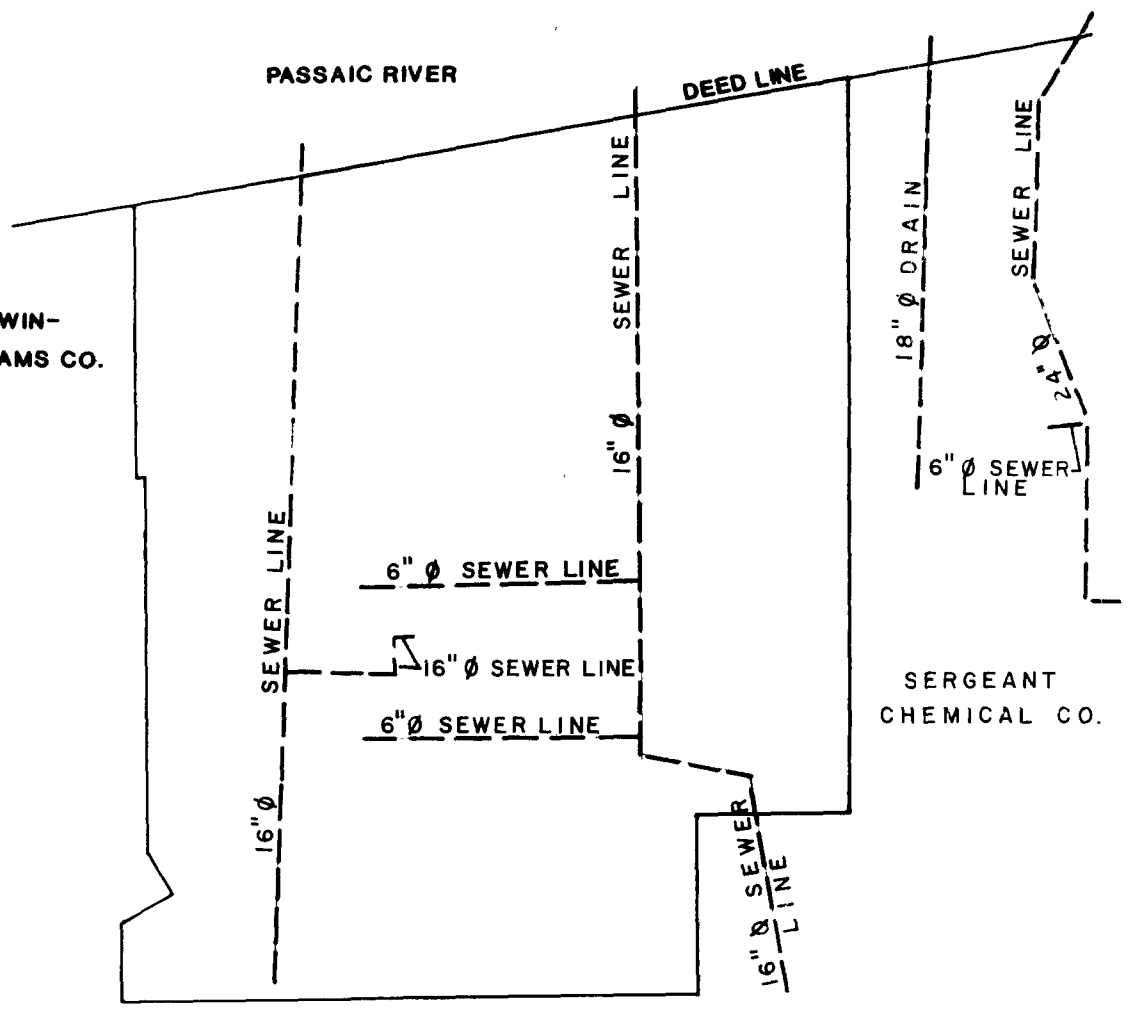 PASSAIC RIVER
DEED LINE
WIN-
AMS CO.
SEWER LINE
16" Ø
SEWER LINE
16" Ø
18" Ø DRAIN
SEWER LINE
24" Ø
6" Ø SEWER
LINE
6" Ø SEWER LINE
16" Ø SEWER LINE
6" Ø SEWER LINE
16" Ø SEWER
LINE
SERGEANT
CHEMICAL CO.